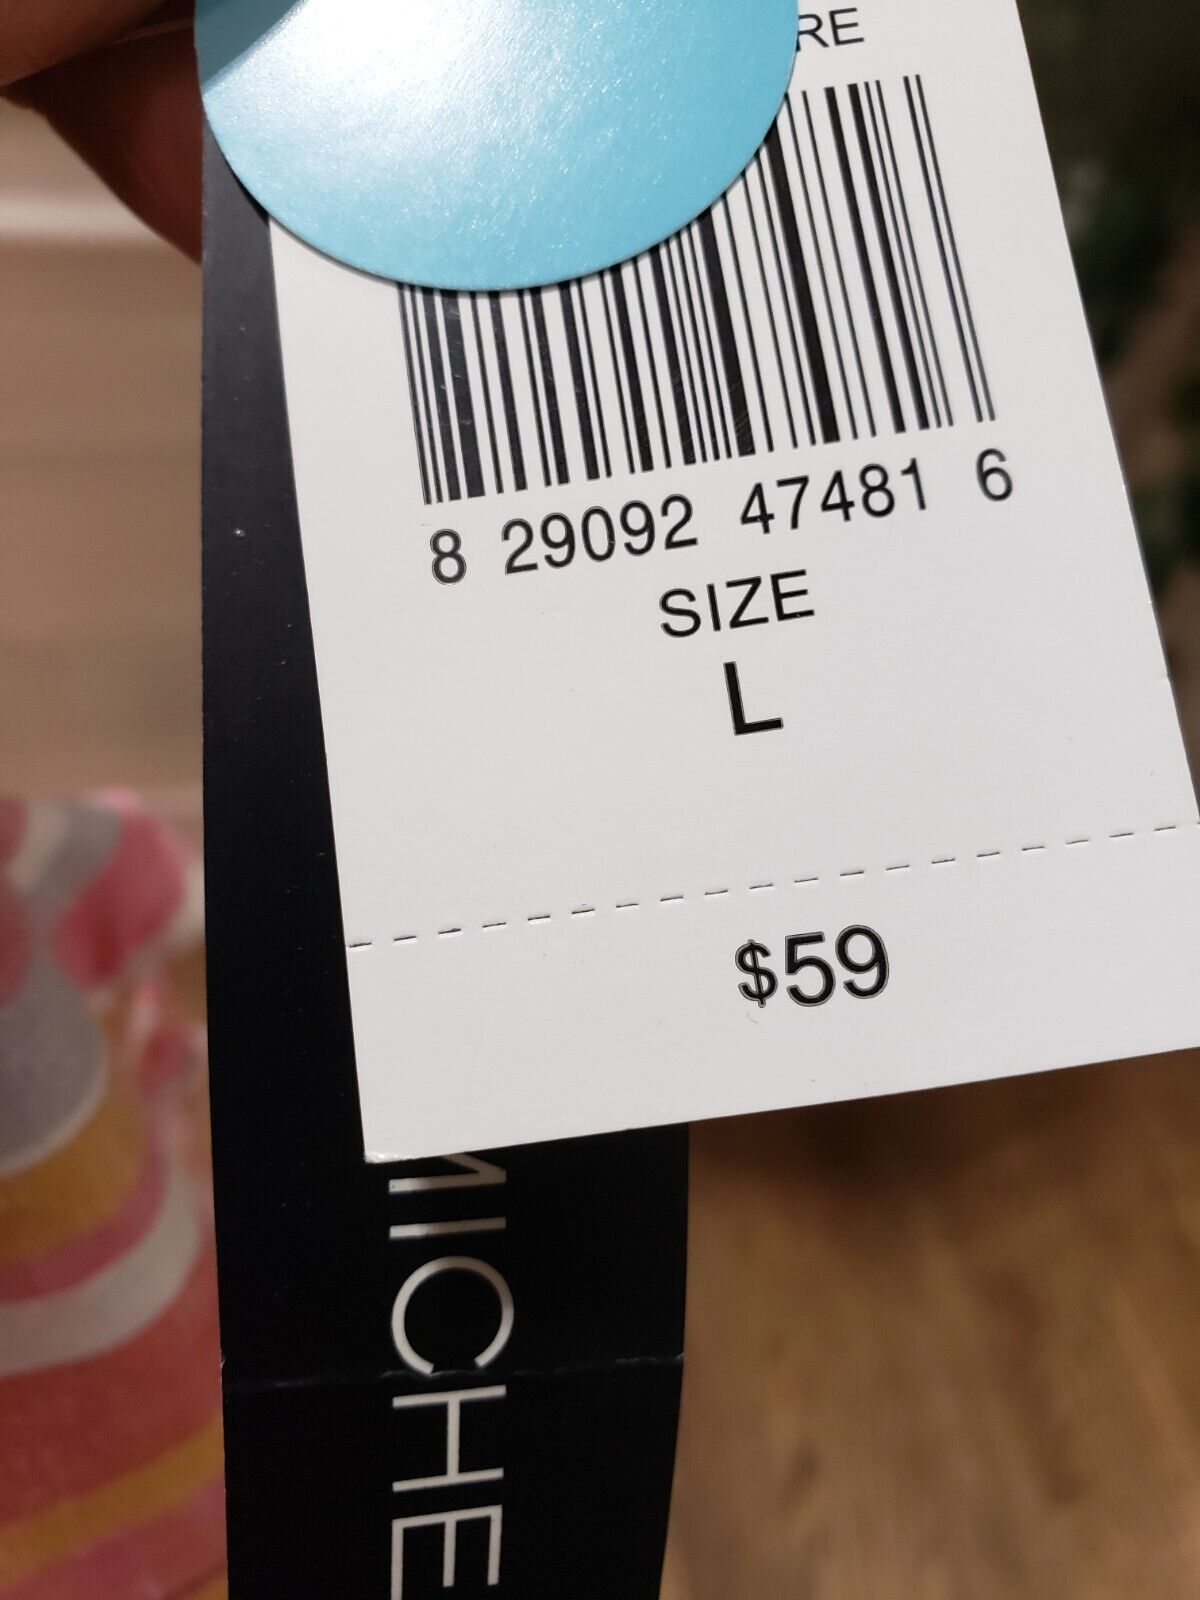 RE
8 29092 47481 6
SIZE
L
$59
MICHE